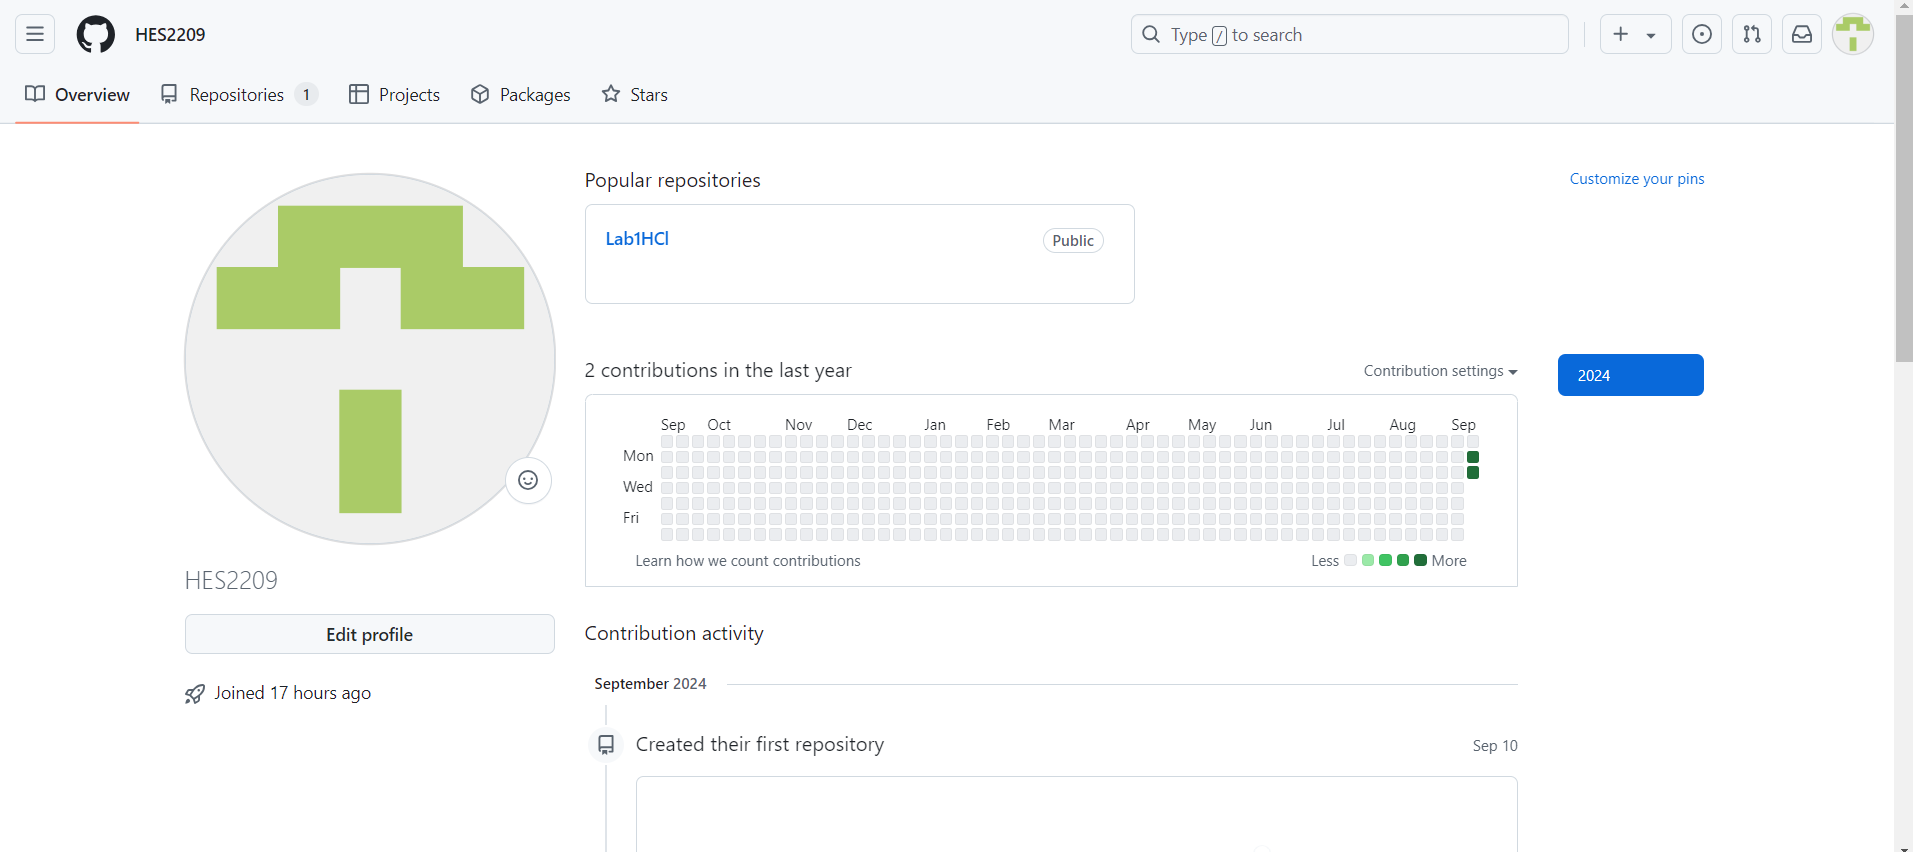 HES2209
Type / to search
Overview
Repositories 1
Projects
Packages
Stars
Popular repositories
Customize your pins
Lab1HCI
Public
2 contributions in the last year
Contribution settings
2024
Sep Oct Nov Dec Jan Feb Mar Apr May Jun Jul Aug Sep
Mon
Wed
Fri
Learn how we count contributions
Less More
HES2209
Edit profile
Joined 17 hours ago
Contribution activity
September 2024
Created their first repository
Sep 10